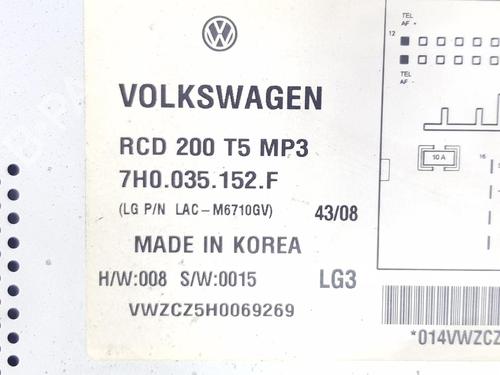 TEL
AF -
12
TEL
AF +
VOLKSWAGEN
RCD 200 T5 MP3
7H0.035.152.F
(LG P/N LAC-M6710GV) 43/08
10 A
16
MADE IN KOREA
H/W:008 S/W:0015 LG3
VWZCZ5H0069269
*014VWZCZ